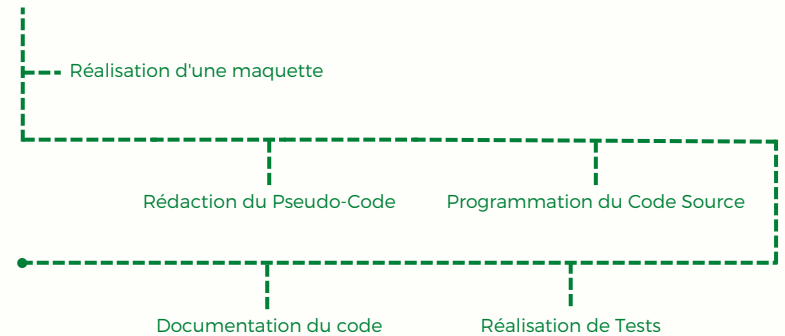 Réalisation d'une maquette
Rédaction du Pseudo-Code
Programmation du Code Source
Documentation du code
Réalisation de Tests